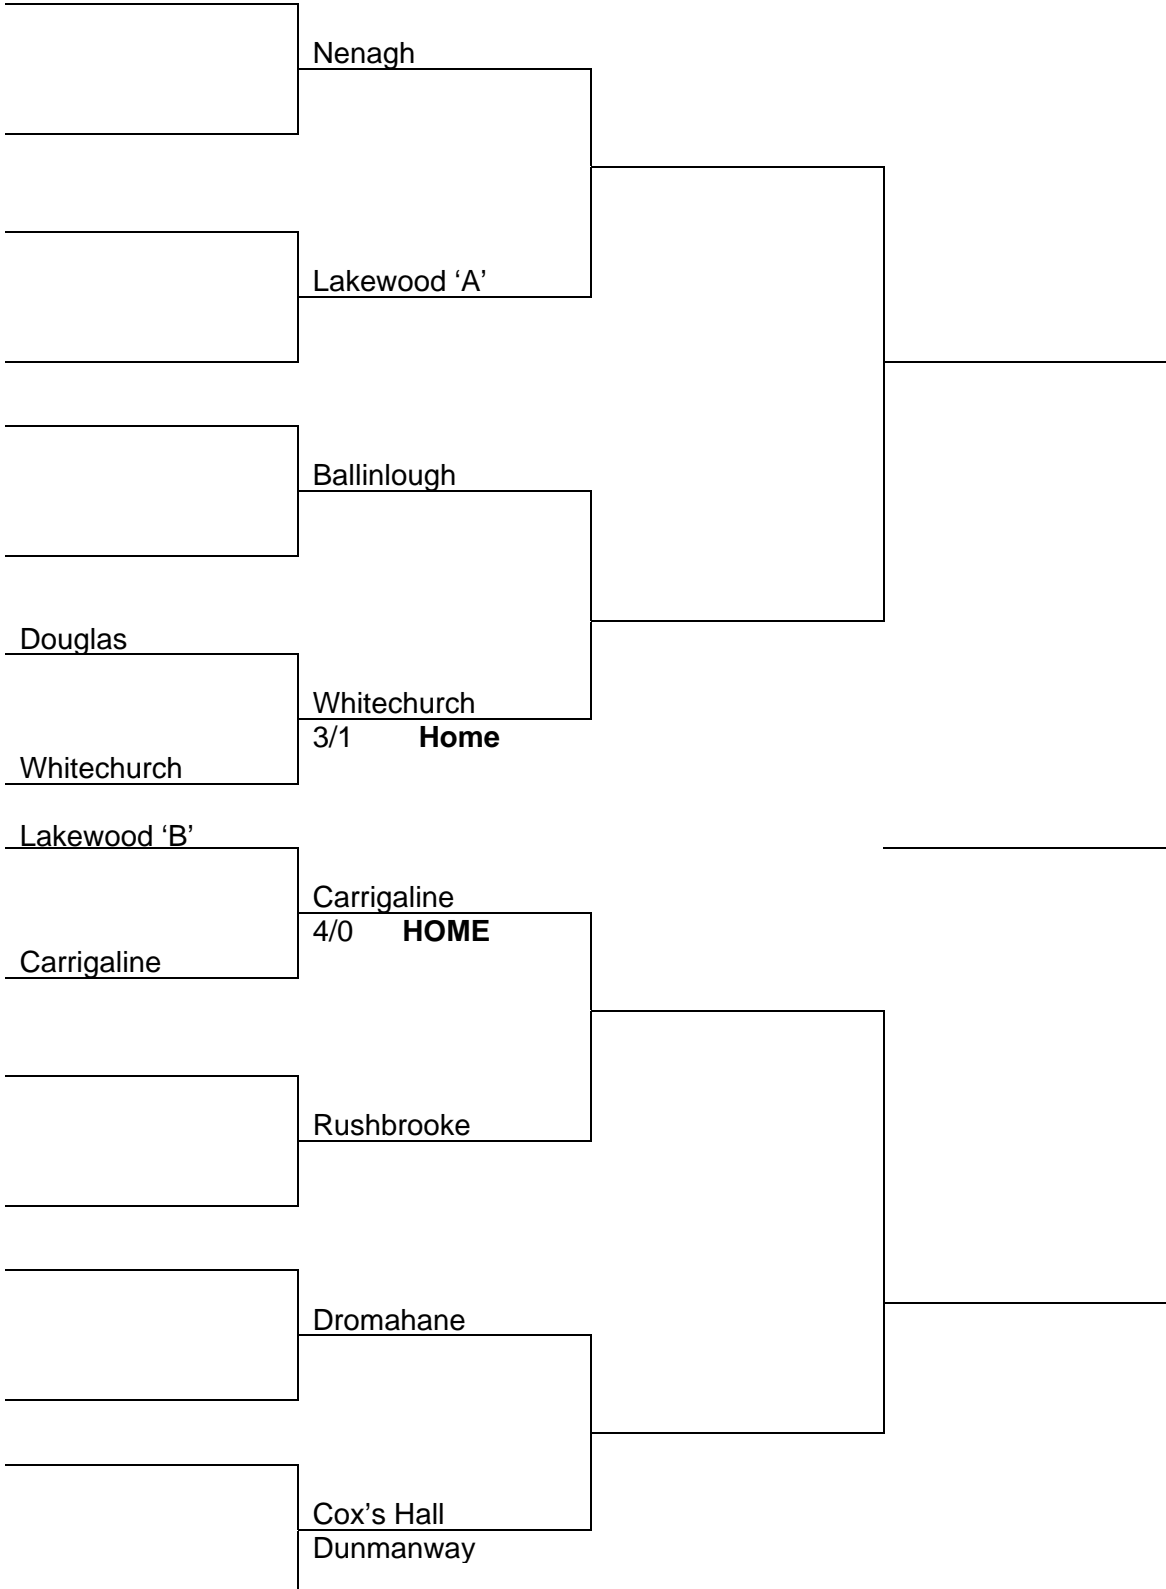 Nenagh
Lakewood ‘A’
Ballinlough
Douglas
Whitechurch
3/1 Home
Whitechurch
Lakewood ‘B’
Carrigaline
4/0 HOME
Carrigaline
Rushbrooke
Dromahane
Cox’s Hall
Dunmanway